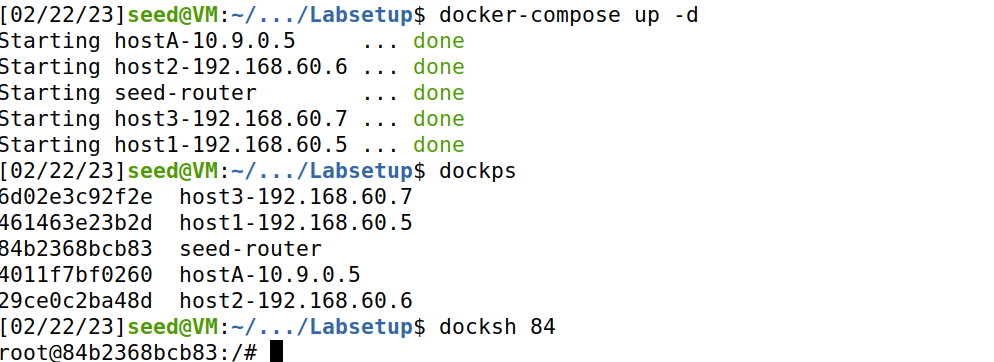 [02/22/23]seed@VM:~/.../Labsetup$ docker-compose up -d
Starting hostA-10.9.0.5     ... done
Starting host2-192.168.60.6 ... done
Starting seed-router        ... done
Starting host3-192.168.60.7 ... done
Starting host1-192.168.60.5 ... done
[02/22/23]seed@VM:~/.../Labsetup$ dockps
6d02e3c92f2e  host3-192.168.60.7
461463e23b2d  host1-192.168.60.5
84b2368bcb83  seed-router
4011f7bf0260  hostA-10.9.0.5
29ce0c2ba48d  host2-192.168.60.6
[02/22/23]seed@VM:~/.../Labsetup$ docksh 84
root@84b2368bcb83:/#